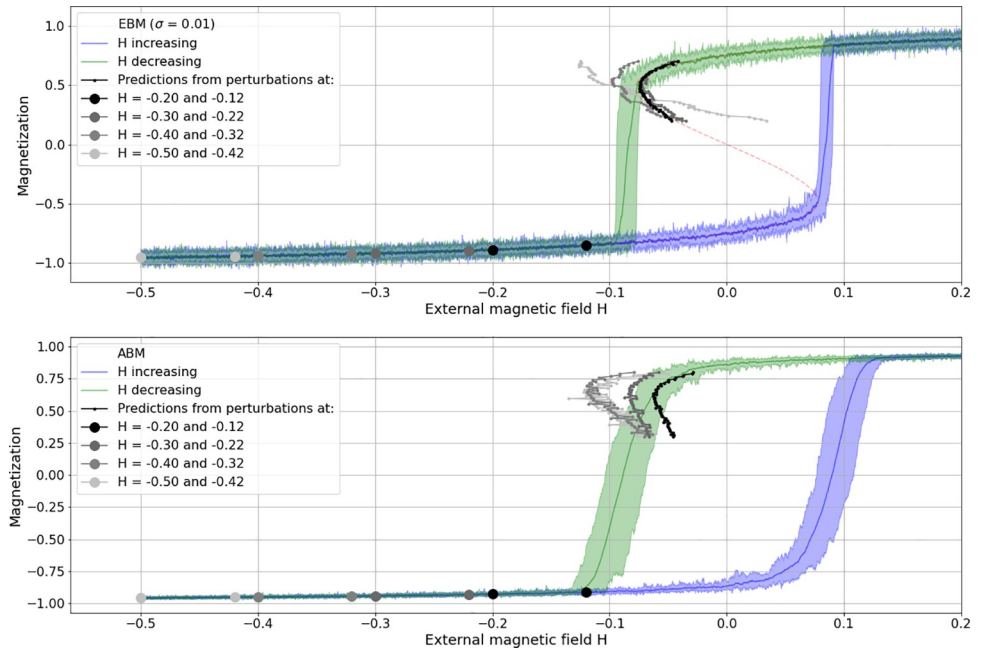 EBM (σ = 0.01)
H increasing
H decreasing
Predictions from perturbations at:
H = -0.20 and -0.12
H = -0.30 and -0.22
H = -0.40 and -0.32
H = -0.50 and -0.42
1.0
0.5
0.0
−0.5
−1.0
Magnetization
−0.5 −0.4 −0.3 −0.2 −0.1 0.0 0.1 0.2
External magnetic field H
ABM
H increasing
H decreasing
Predictions from perturbations at:
H = -0.20 and -0.12
H = -0.30 and -0.22
H = -0.40 and -0.32
H = -0.50 and -0.42
1.00
0.75
0.50
0.25
0.00
−0.25
−0.50
−0.75
−1.00
Magnetization
−0.5 −0.4 −0.3 −0.2 −0.1 0.0 0.1 0.2
External magnetic field H